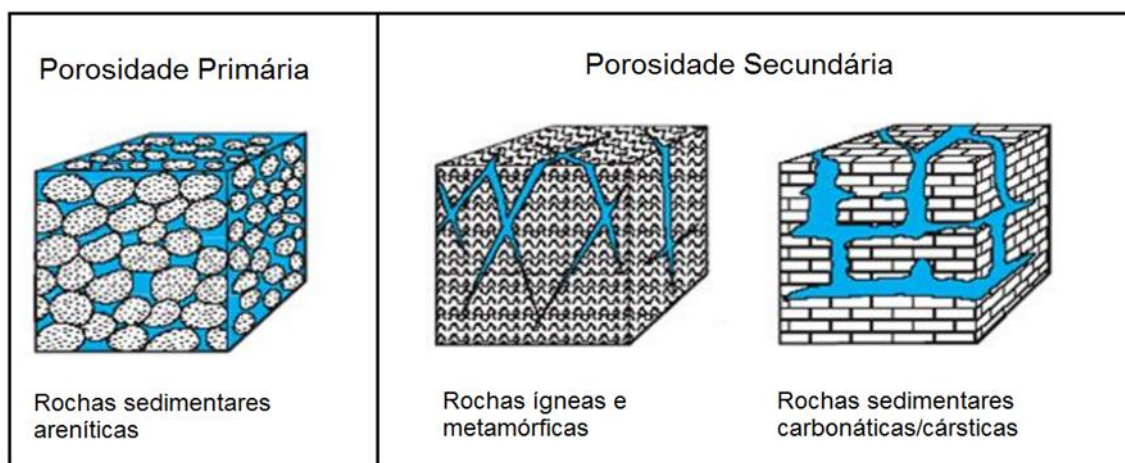 Porosidade Primária
Porosidade Secundária
Rochas sedimentares
areníticas
Rochas ígneas e
metamórficas
Rochas sedimentares
carbonáticas/cársticas